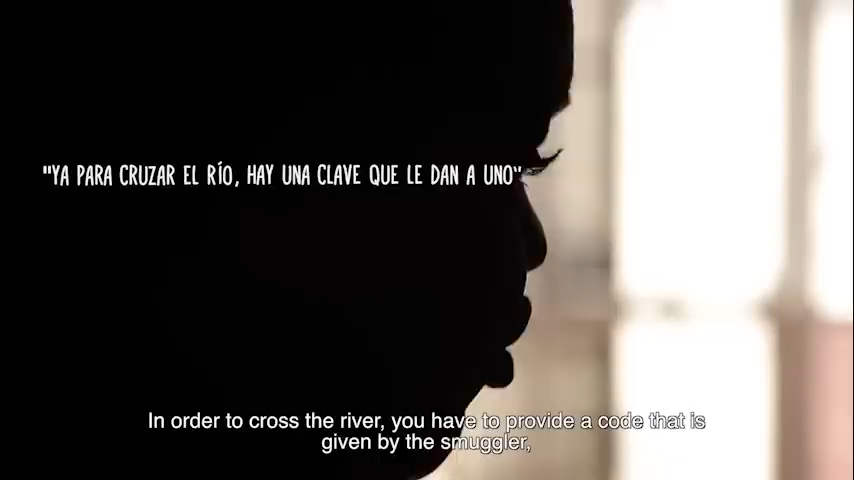 "YA PARA CRUZAR EL RÍO, HAY UNA CLAVE QUE LE DAN A UNO"
In order to cross the river, you have to provide a code that is
given by the smuggler,